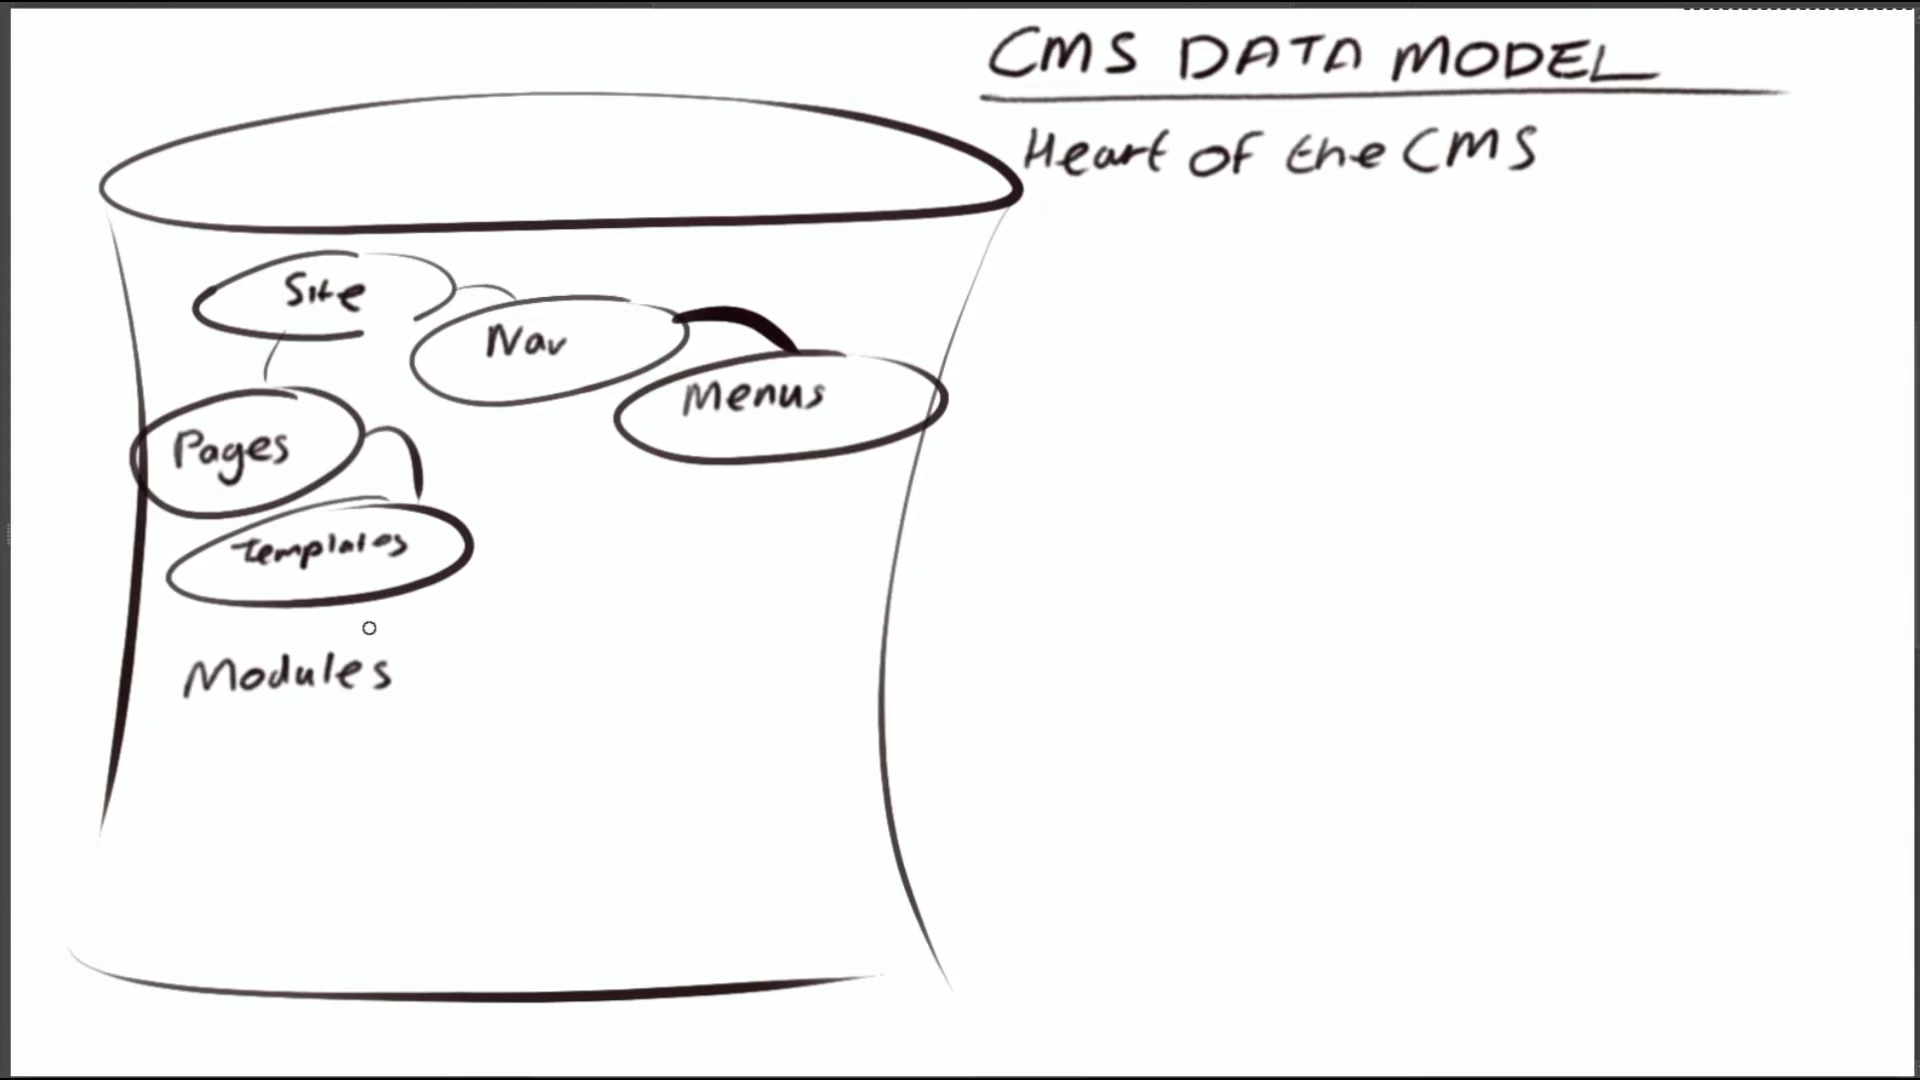 CMS DATA MODEL
Heart of the CMS
Site
Nav
Menus
Pages
Templates
Modules